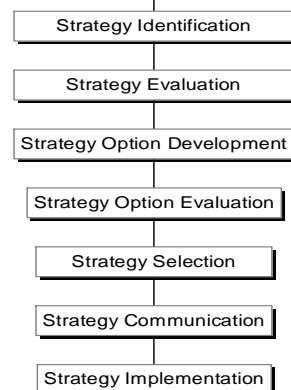 Strategy Identification
Strategy Evaluation
Strategy Option Development
Strategy Option Evaluation
Strategy Selection
Strategy Communication
Strategy Implementation